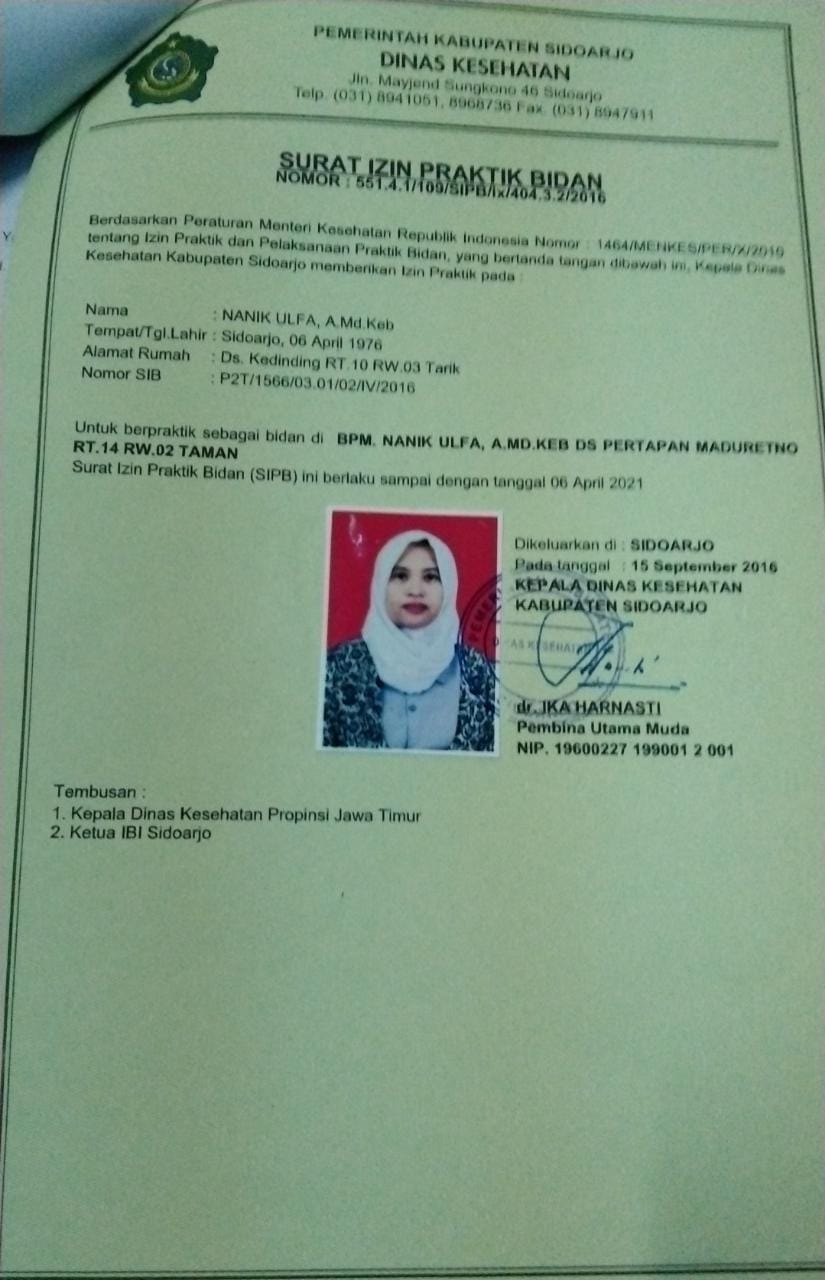 PEMERINTAH KABUPATEN SIDOARJO
DINAS KESEHATAN
Jln. Mayjend Sungkono 46 Sidoarjo
Telp. (031) 8941051, 8968736 Fax. (031) 8947911
SURAT IZIN PRAKTIK BIDAN
NOMOR : 551.4.1/109/SIPB/Ix/404.3.2/2016
Berdasarkan Peraturan Menteri Kesehatan Republik Indonesia Nomor : 1464/MENKES/PER/X/2010
tentang Izin Praktik dan Pelaksanaan Praktik Bidan, yang bertanda tangan dibawah ini, Kepala Dinas
Kesehatan Kabupaten Sidoarjo memberikan Izin Praktik pada :
Nama : NANIK ULFA, A.Md.Keb
Tempat/Tgl.Lahir : Sidoarjo, 06 April 1976
Alamat Rumah : Ds. Kedinding RT.10 RW.03 Tarik
Nomor SIB : P2T/1566/03.01/02/IV/2016
Untuk berpraktik sebagai bidan di BPM. NANIK ULFA, A.MD.KEB DS PERTAPAN MADURETNO
RT.14 RW.02 TAMAN
Surat Izin Praktik Bidan (SIPB) ini berlaku sampai dengan tanggal 06 April 2021
Dikeluarkan di : SIDOARJO
Pada tanggal : 15 September 2016
KEPALA DINAS KESEHATAN
KABUPATEN SIDOARJO
dr. IKA HARNASTI
Pembina Utama Muda
NIP. 19600227 199001 2 001
Tembusan :
1. Kepala Dinas Kesehatan Propinsi Jawa Timur
2. Ketua IBI Sidoarjo